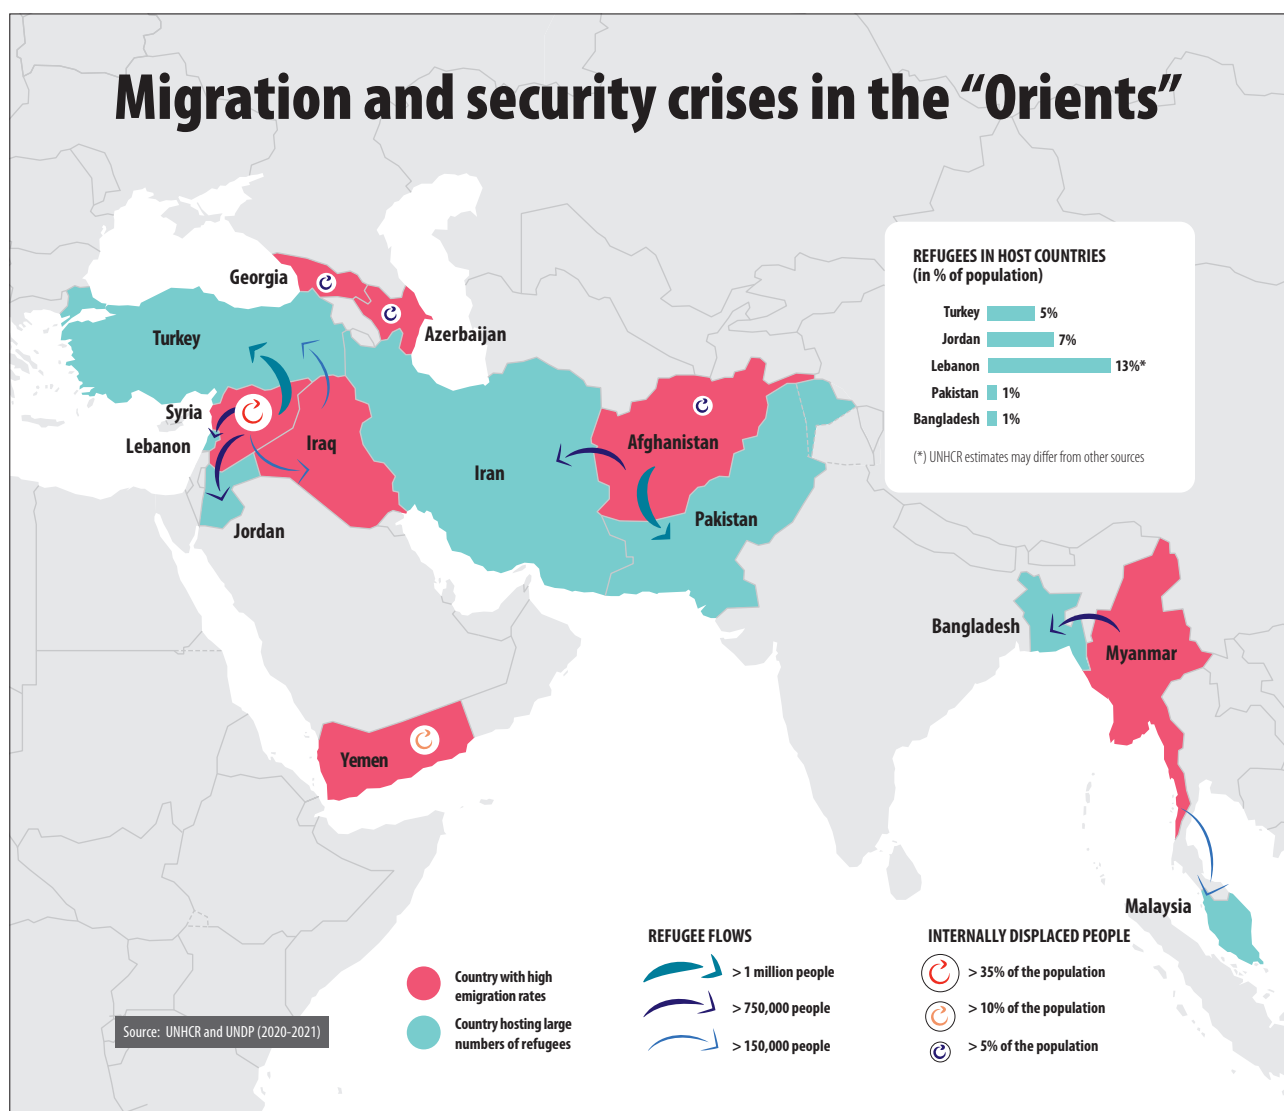 Migration and security crises in the “Orients”
REFUGEES IN HOST COUNTRIES
(in % of population)
Turkey 5%
Jordan 7%
Lebanon 13%*
Pakistan 1%
Bangladesh 1%
(*) UNHCR estimates may differ from other sources
Georgia
Azerbaijan
Turkey
Syria
Lebanon
Iraq
Iran
Afghanistan
Pakistan
Jordan
Bangladesh
Myanmar
Yemen
Malaysia
Country with high
emigration rates
Country hosting large
numbers of refugees
REFUGEE FLOWS
> 1 million people
> 750,000 people
> 150,000 people
INTERNALLY DISPLACED PEOPLE
> 35% of the population
> 10% of the population
> 5% of the population
Source: UNHCR and UNDP (2020-2021)